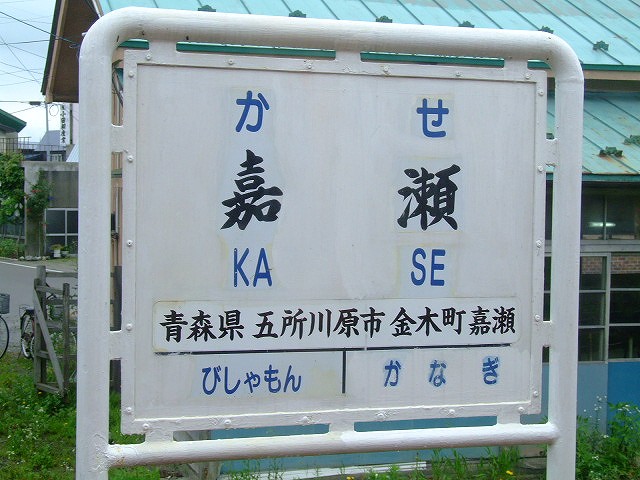 か せ
嘉 瀬
KA SE
青森県 五所川原市 金木町嘉瀬
びしゃもん かなぎ